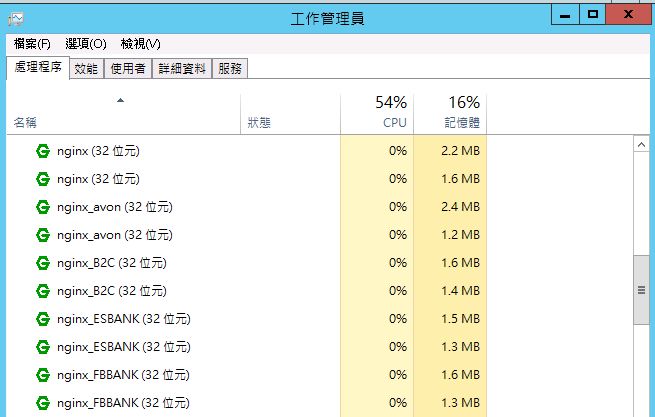 工作管理員
檔案(F) 選項(O) 檢視(V)
處理程序 效能 使用者 詳細資料 服務
54% 16%
名稱 狀態 CPU 記憶體
nginx (32 位元) 0% 2.2 MB
nginx (32 位元) 0% 1.6 MB
nginx_avon (32 位元) 0% 2.4 MB
nginx_avon (32 位元) 0% 1.2 MB
nginx_B2C (32 位元) 0% 1.6 MB
nginx_B2C (32 位元) 0% 1.4 MB
nginx_ESBANK (32 位元) 0% 1.5 MB
nginx_ESBANK (32 位元) 0% 1.3 MB
nginx_FBBANK (32 位元) 0% 1.6 MB
nginx_FBBANK (32 位元) 0% 1.3 MB